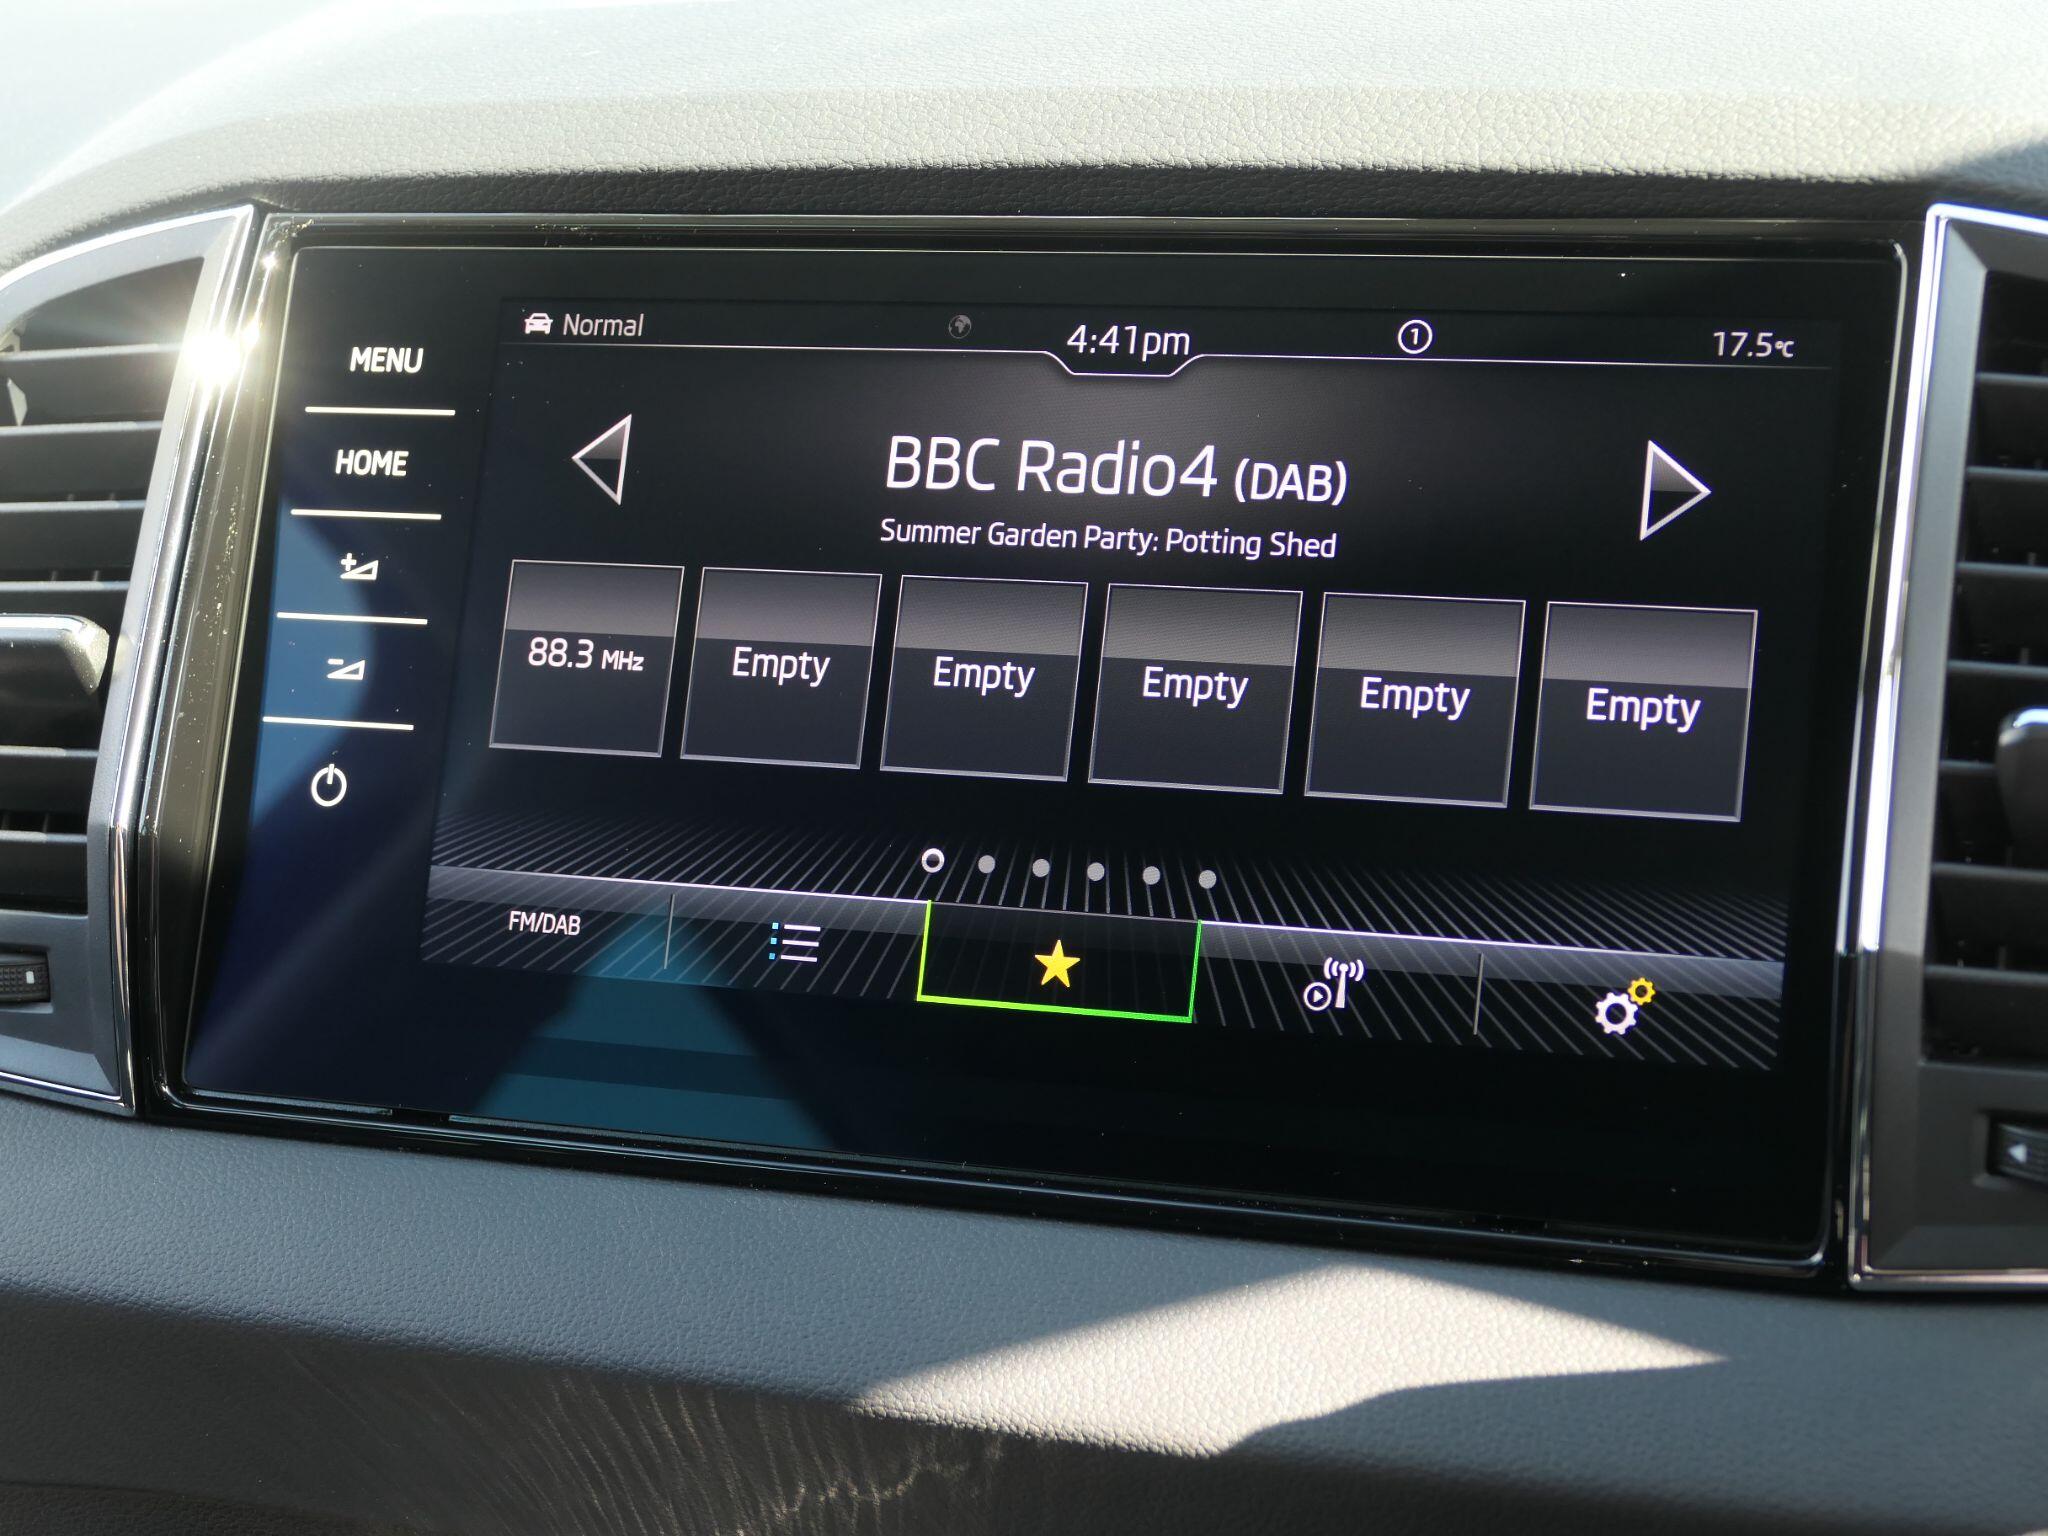 Normal
4:41pm
1
17.5°C
MENU
HOME
BBC Radio4 (DAB)
Summer Garden Party: Potting Shed
88.3 MHz
Empty
Empty
Empty
Empty
Empty
FM/DAB